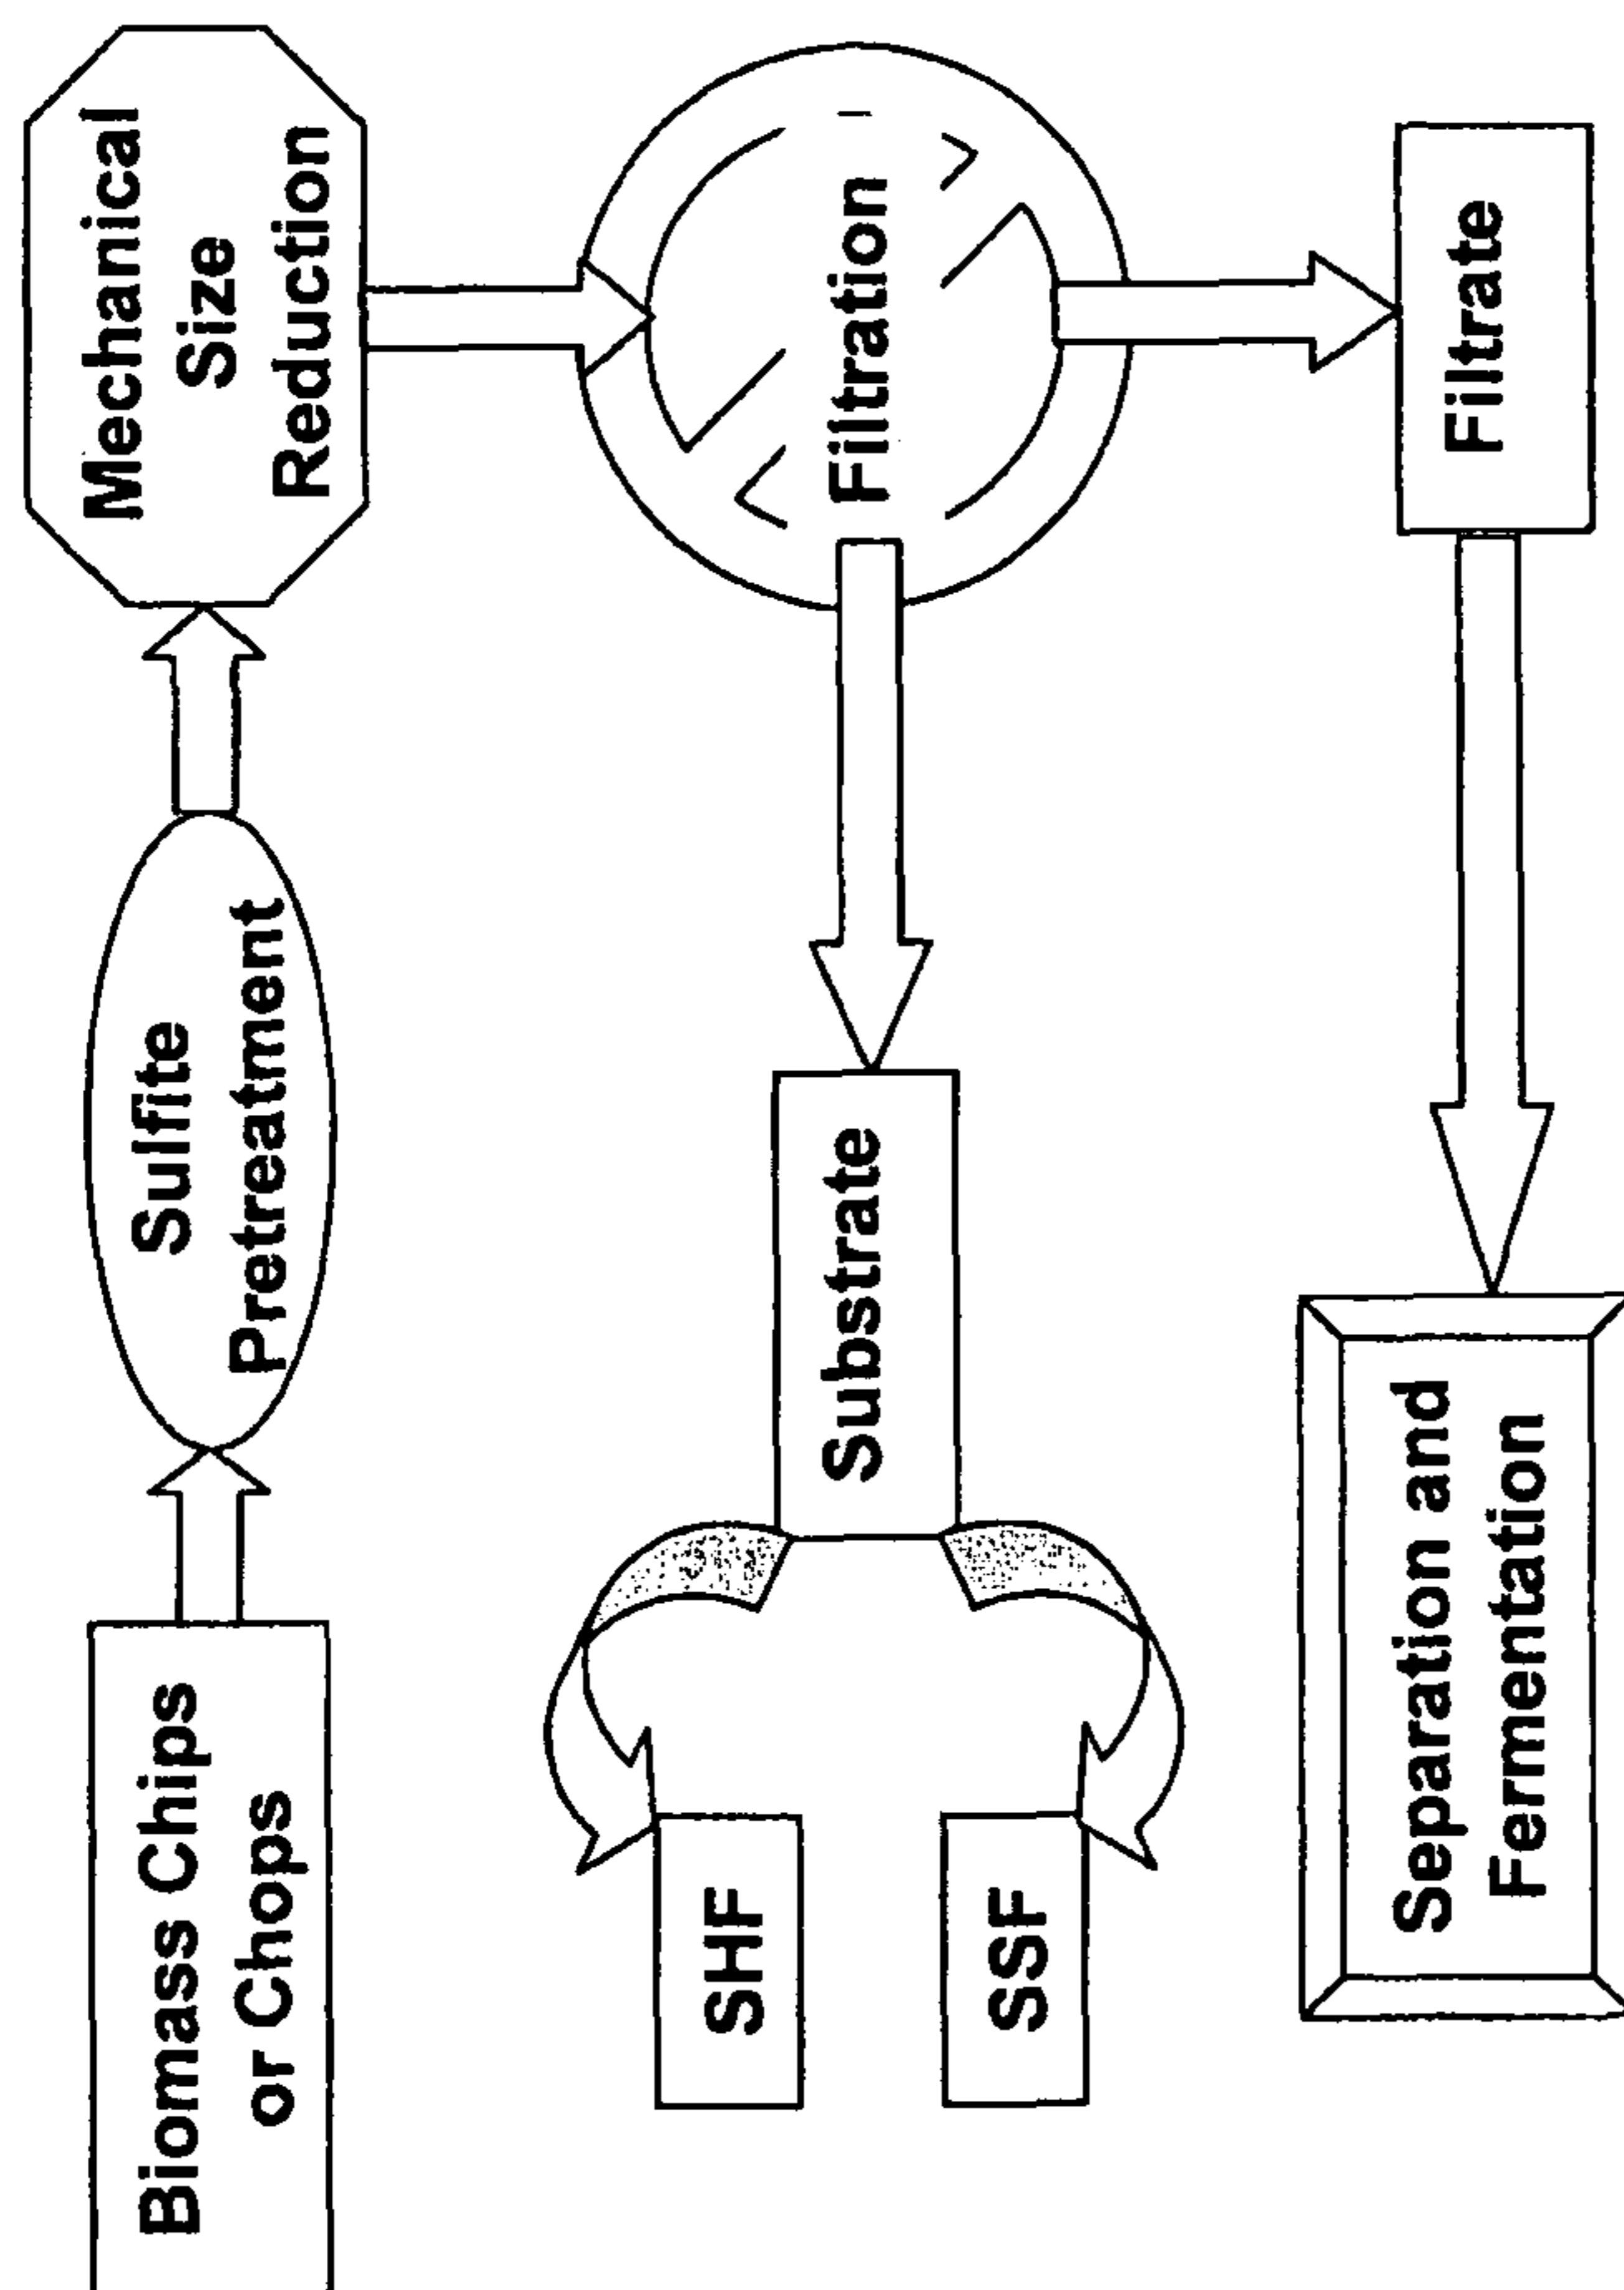 Biomass Chips
or Chops
Sulfite
Pretreatment
Mechanical
Size
Reduction
Filtration
Substrate
SHF
SSF
Filtrate
Separation and
Fermentation